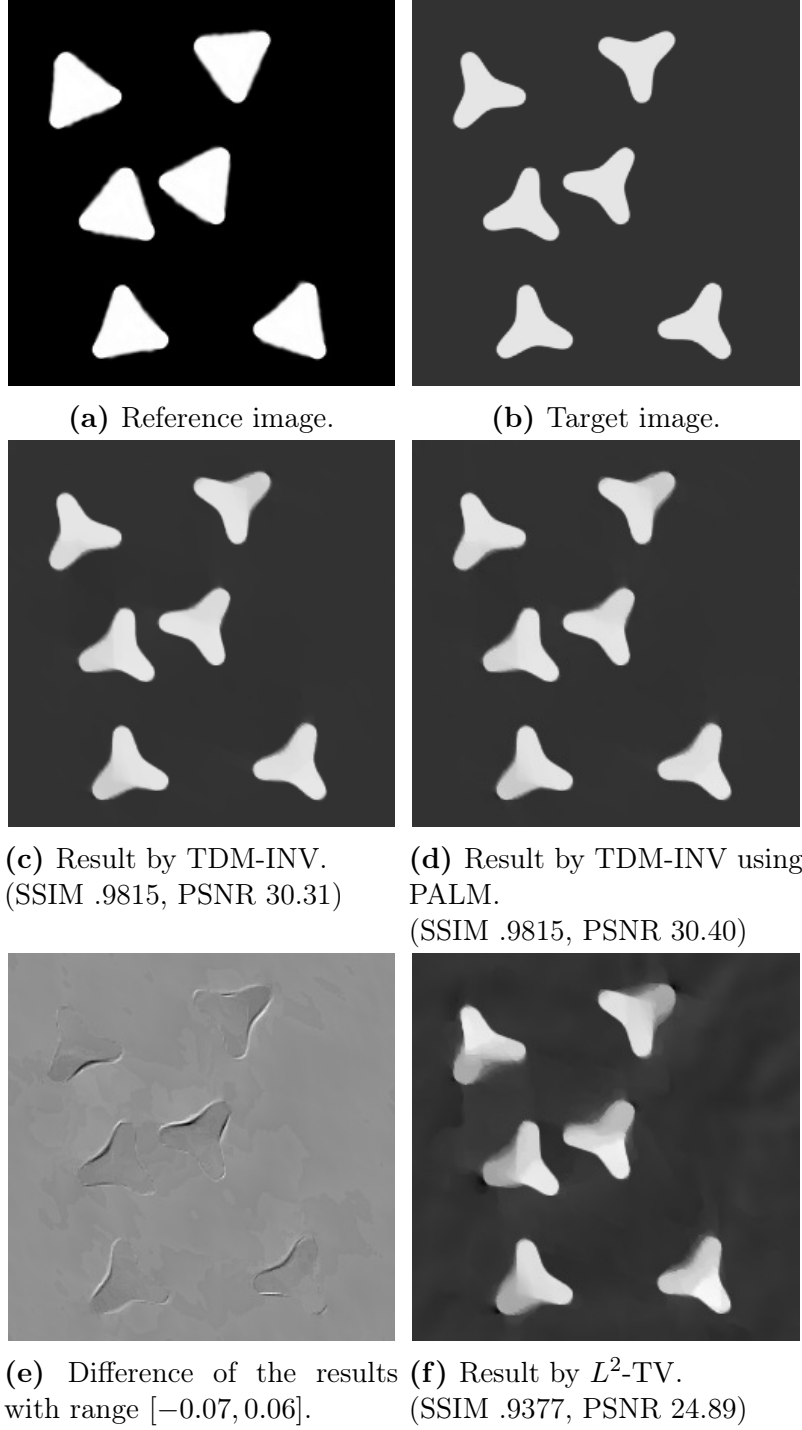 (a) Reference image.
(b) Target image.
(c) Result by TDM-INV.
(SSIM .9815, PSNR 30.31)
(d) Result by TDM-INV using
PALM.
(SSIM .9815, PSNR 30.40)
(e) Difference of the results
with range [−0.07, 0.06].
(f) Result by L²-TV.
(SSIM .9377, PSNR 24.89)